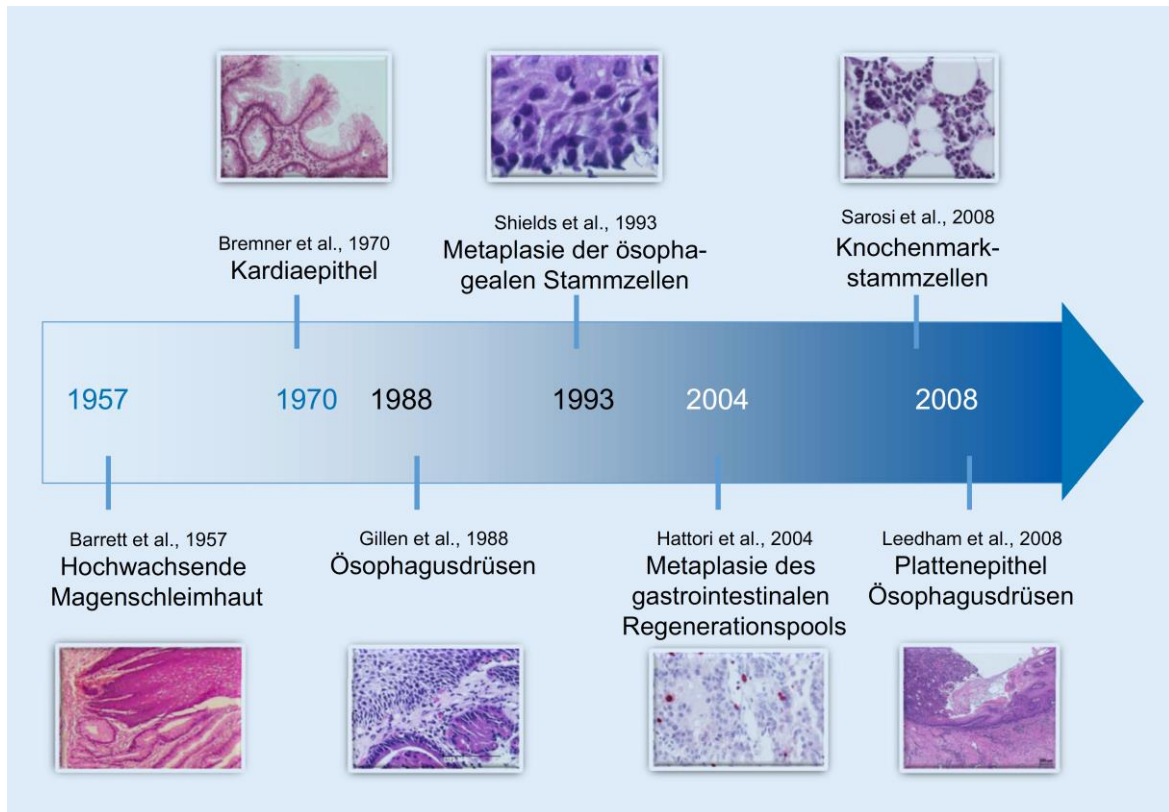 Bremner et al., 1970
Kardiaepithel
Shields et al., 1993
Metaplasie der ösopha-
gealen Stammzellen
Sarosi et al., 2008
Knochenmark-
stammzellen
1957
1970
1988
1993
2004
2008
Barrett et al., 1957
Hochwachsende
Magenschleimhaut
Gillen et al., 1988
Ösophagusdrüsen
Hattori et al., 2004
Metaplasie des
gastrointestinalen
Regenerationspools
Leedham et al., 2008
Plattenepithel
Ösophagusdrüsen